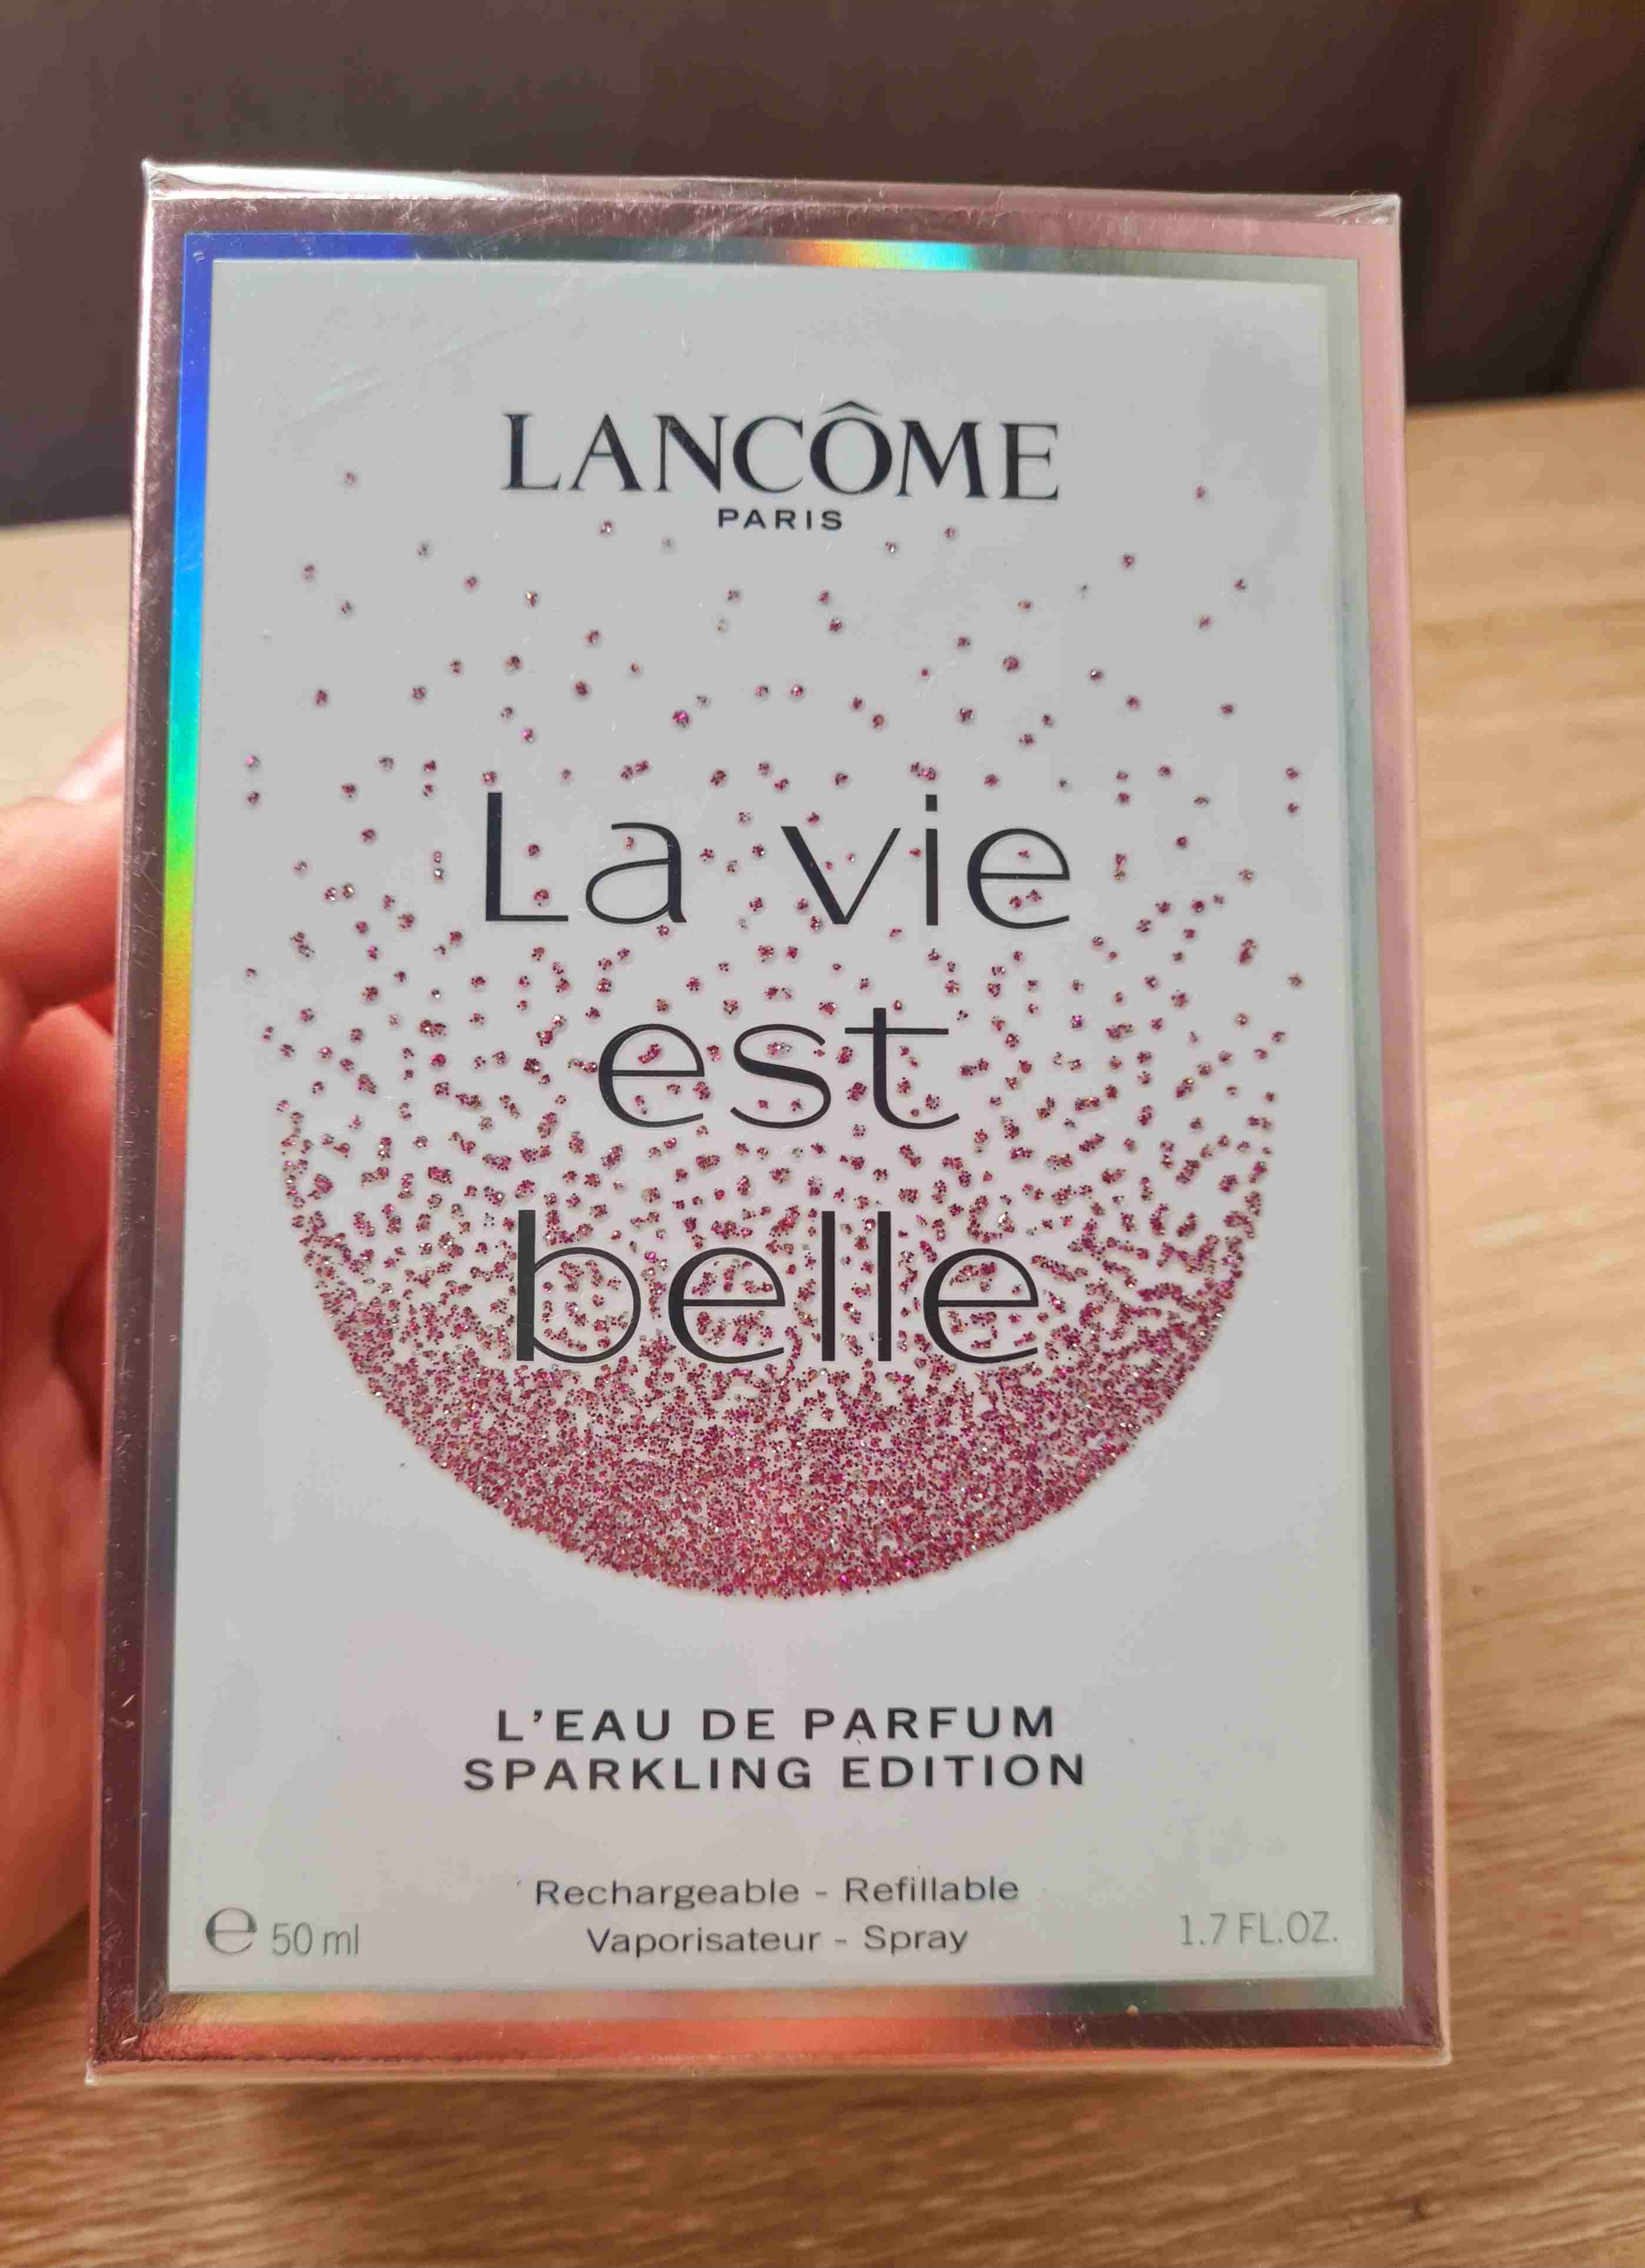 LANCÔME
PARIS
La vie
est
belle
L'EAU DE PARFUM
SPARKLING EDITION
Rechargeable - Refillable
Vaporisateur - Spray
e 50 ml
1.7 FL.OZ.